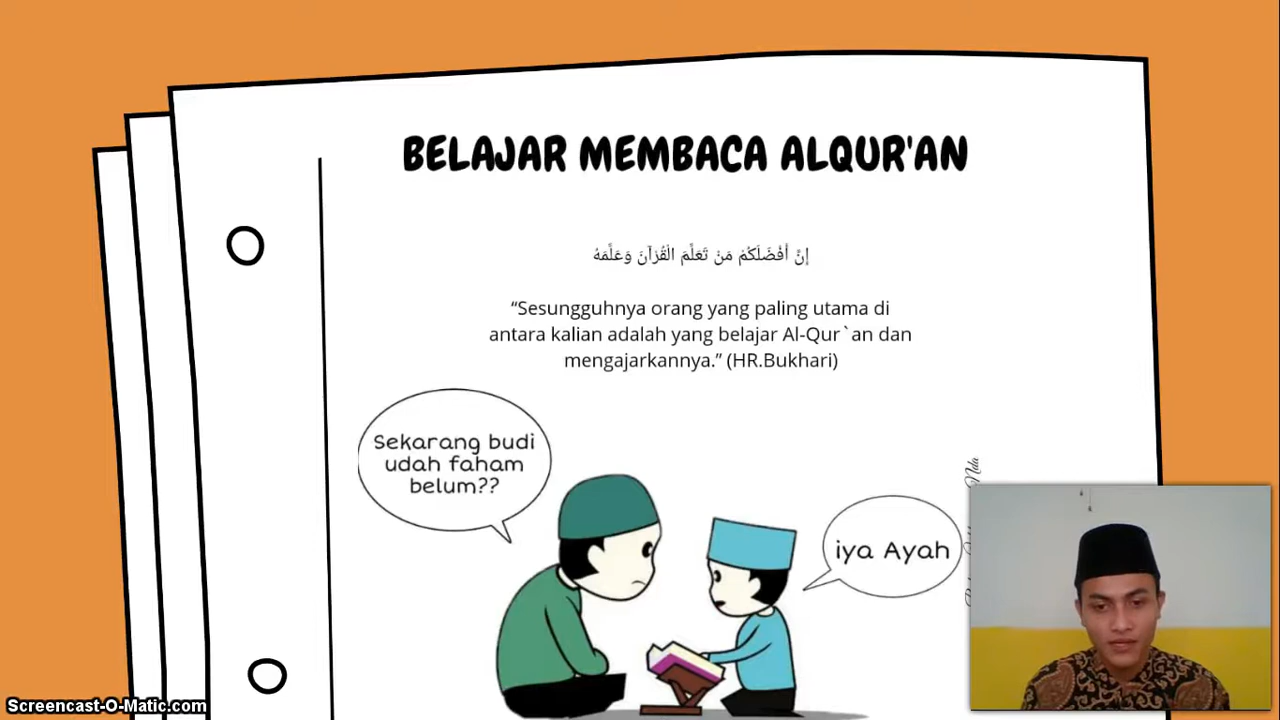 BELAJAR MEMBACA ALQUR'AN
إِنَّ أَفْضَلَكُمْ مَنْ تَعَلَّمَ الْقُرْآنَ وَعَلَّمَهُ
“Sesungguhnya orang yang paling utama di
antara kalian adalah yang belajar Al-Qur`an dan
mengajarkannya.” (HR.Bukhari)
Sekarang budi
udah faham
belum??
iya Ayah
Screencast-O-Matic.com